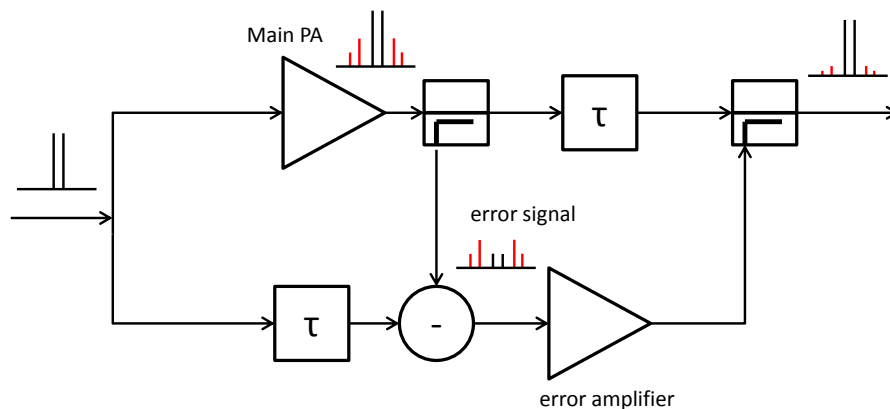 Main PA
τ
error signal
τ
-
error amplifier